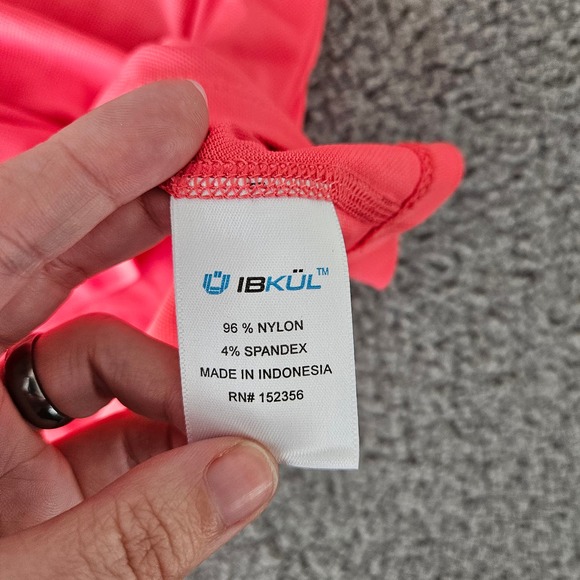 IBKÜL™
96 % NYLON
4% SPANDEX
MADE IN INDONESIA
RN# 152356